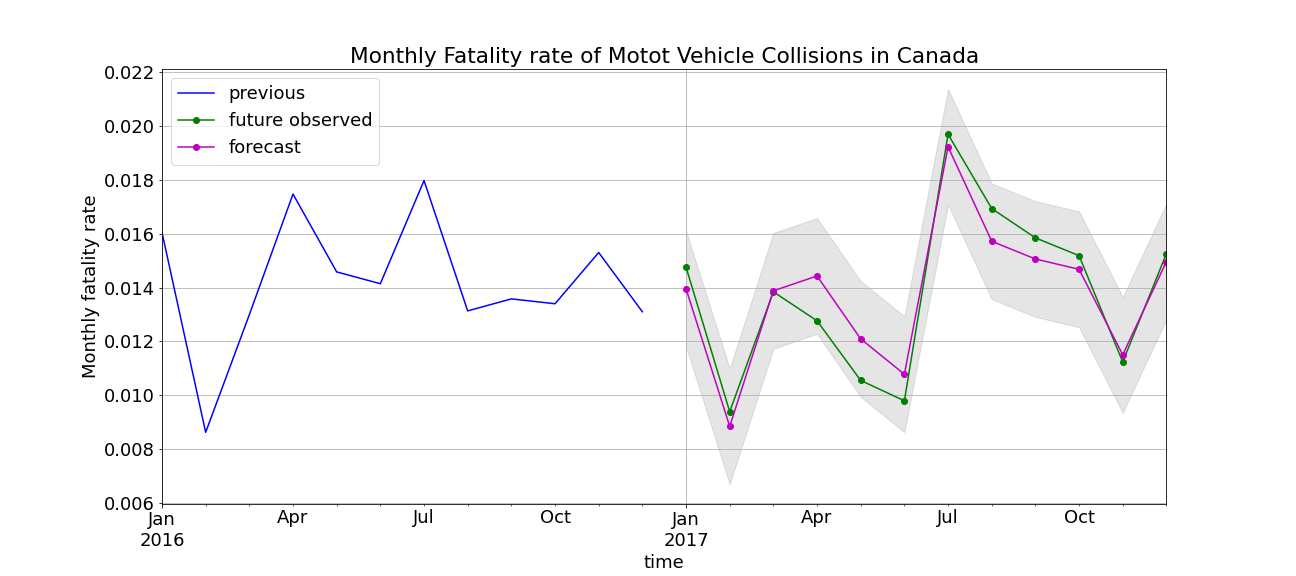 Monthly Fatality rate of Motot Vehicle Collisions in Canada
0.022
0.020
0.018
0.016
0.014
0.012
0.010
0.008
0.006
Monthly fatality rate
previous
future observed
forecast
Jan Apr Jul Oct Jan Apr Jul Oct
2016 2017
time